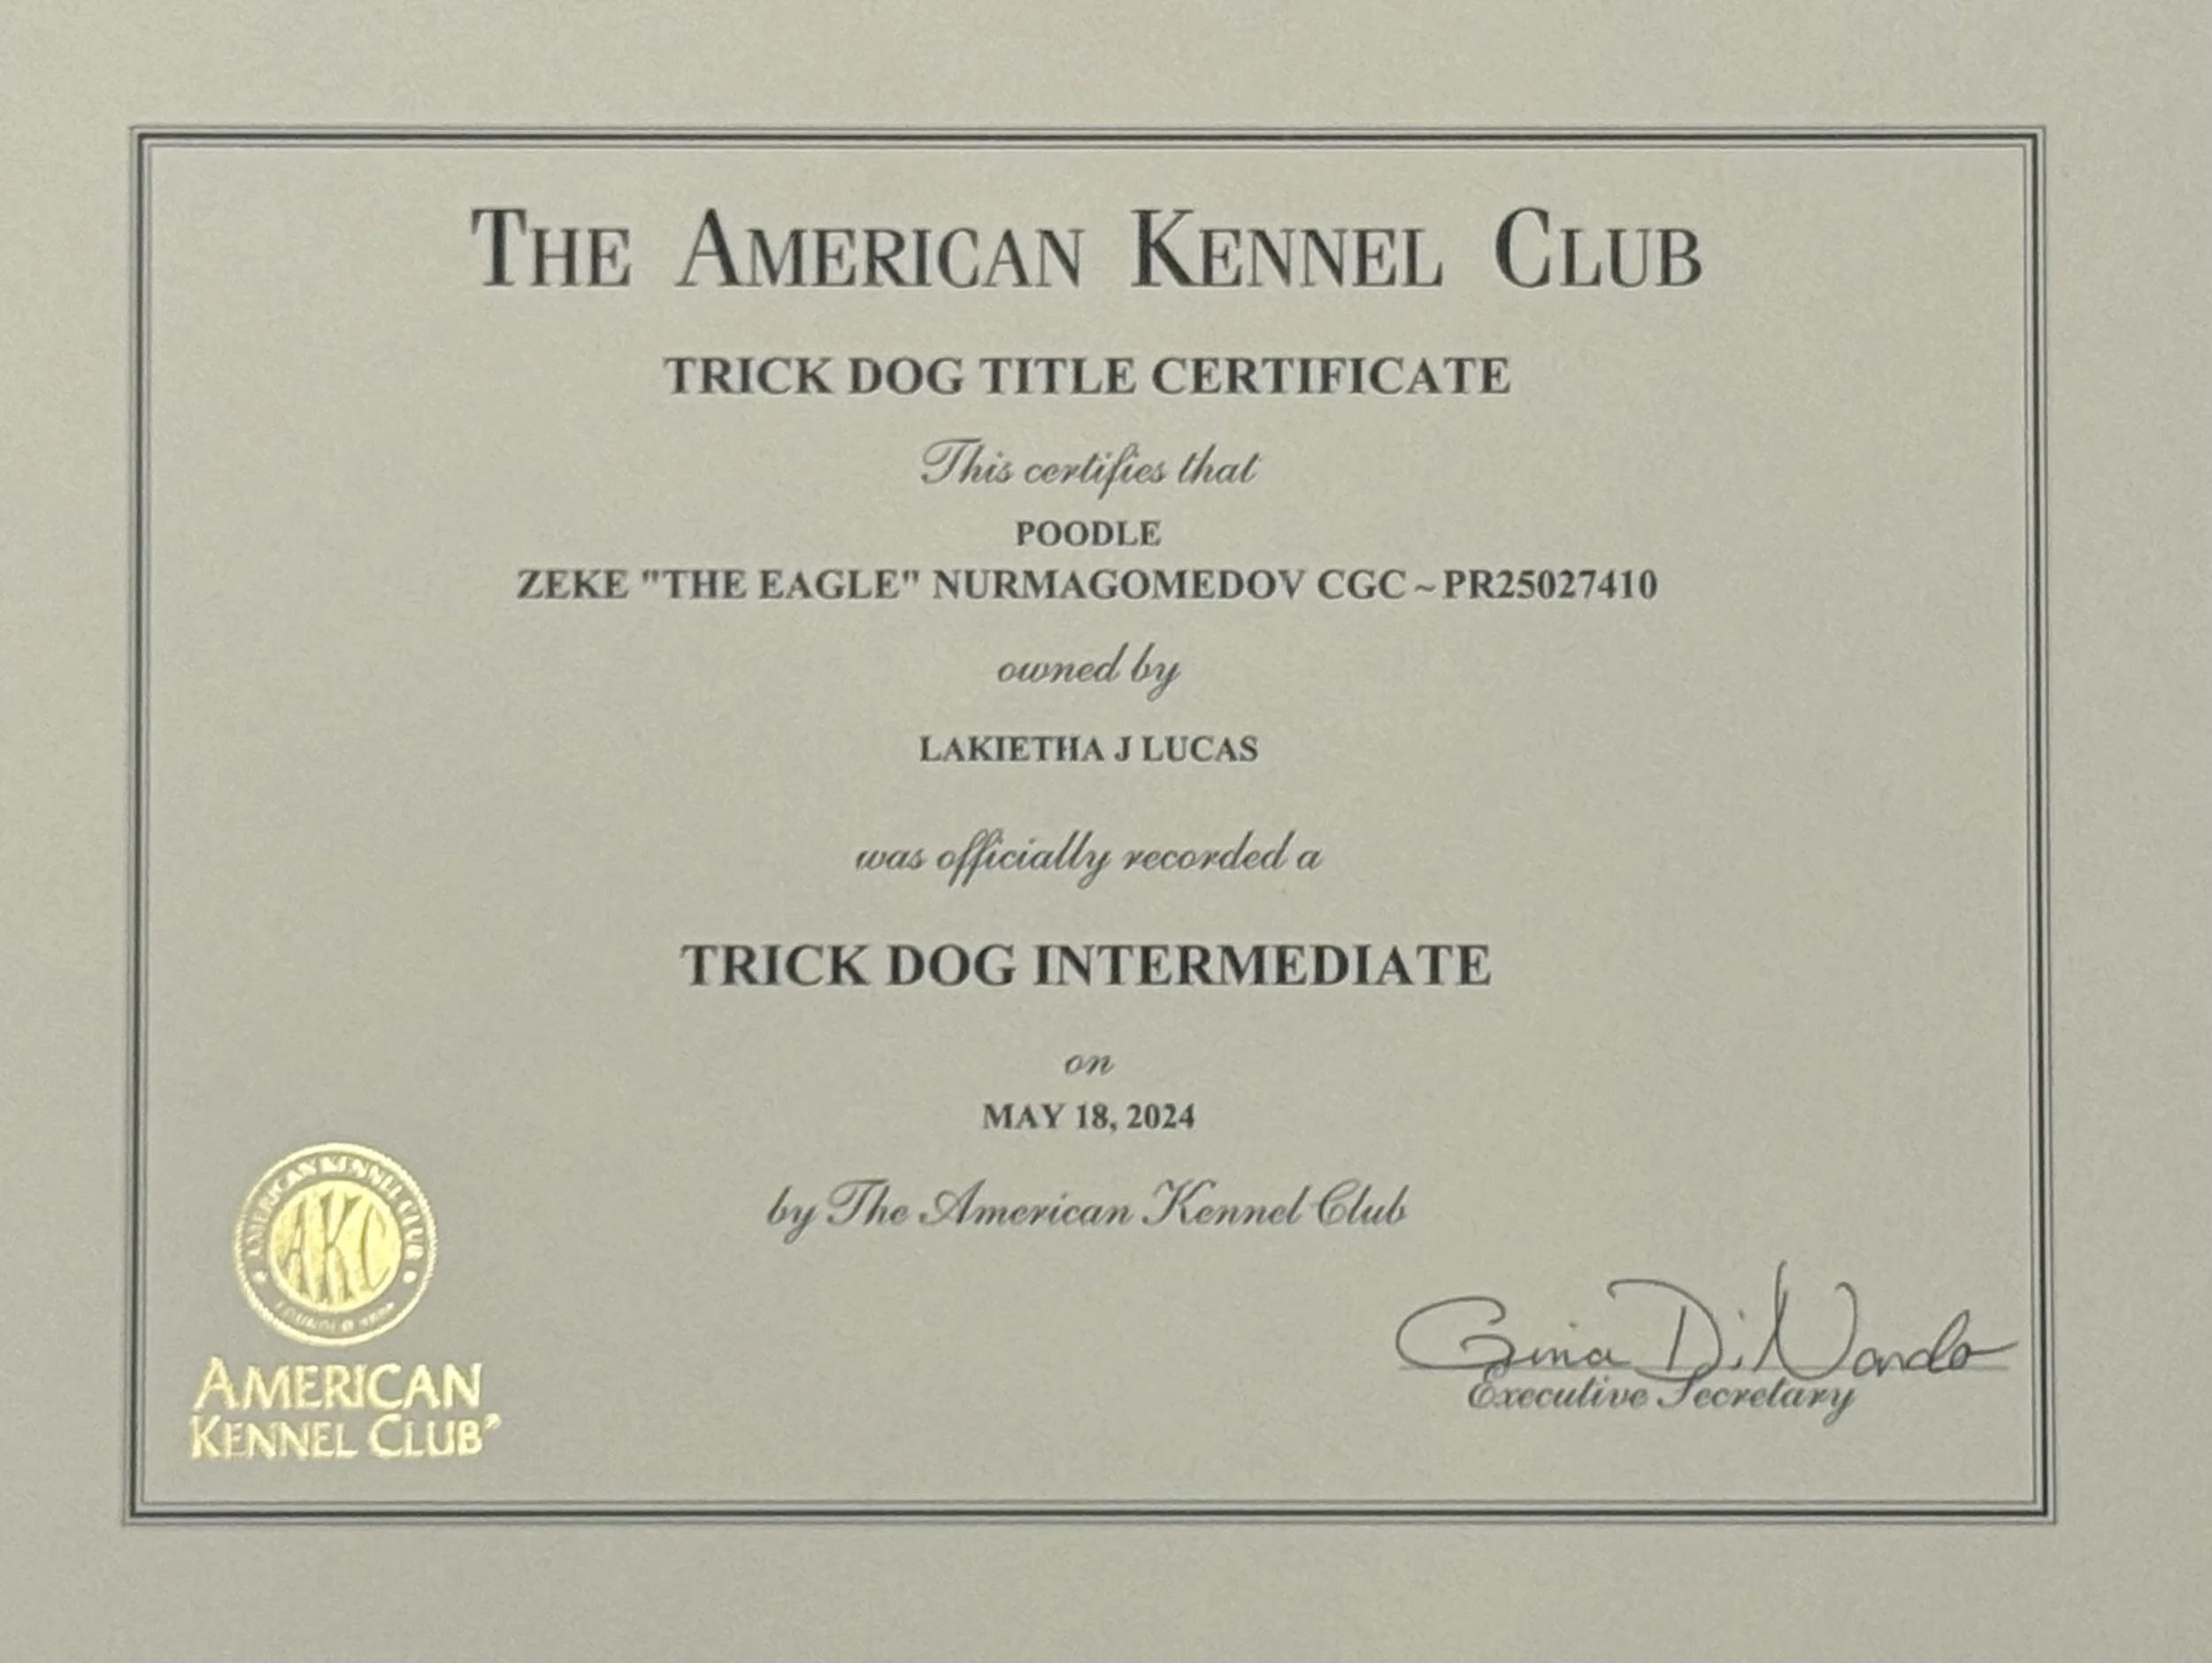 THE AMERICAN KENNEL CLUB
TRICK DOG TITLE CERTIFICATE
This certifies that
POODLE
ZEKE "THE EAGLE" NURMAGOMEDOV CGC ~ PR25027410
owned by
LAKIETHA J LUCAS
was officially recorded a
TRICK DOG INTERMEDIATE
on
MAY 18, 2024
by The American Kennel Club
AMERICAN KENNEL CLUB
AKC
AMERICAN
KENNEL CLUB®
Gina DiNardo
Executive Secretary